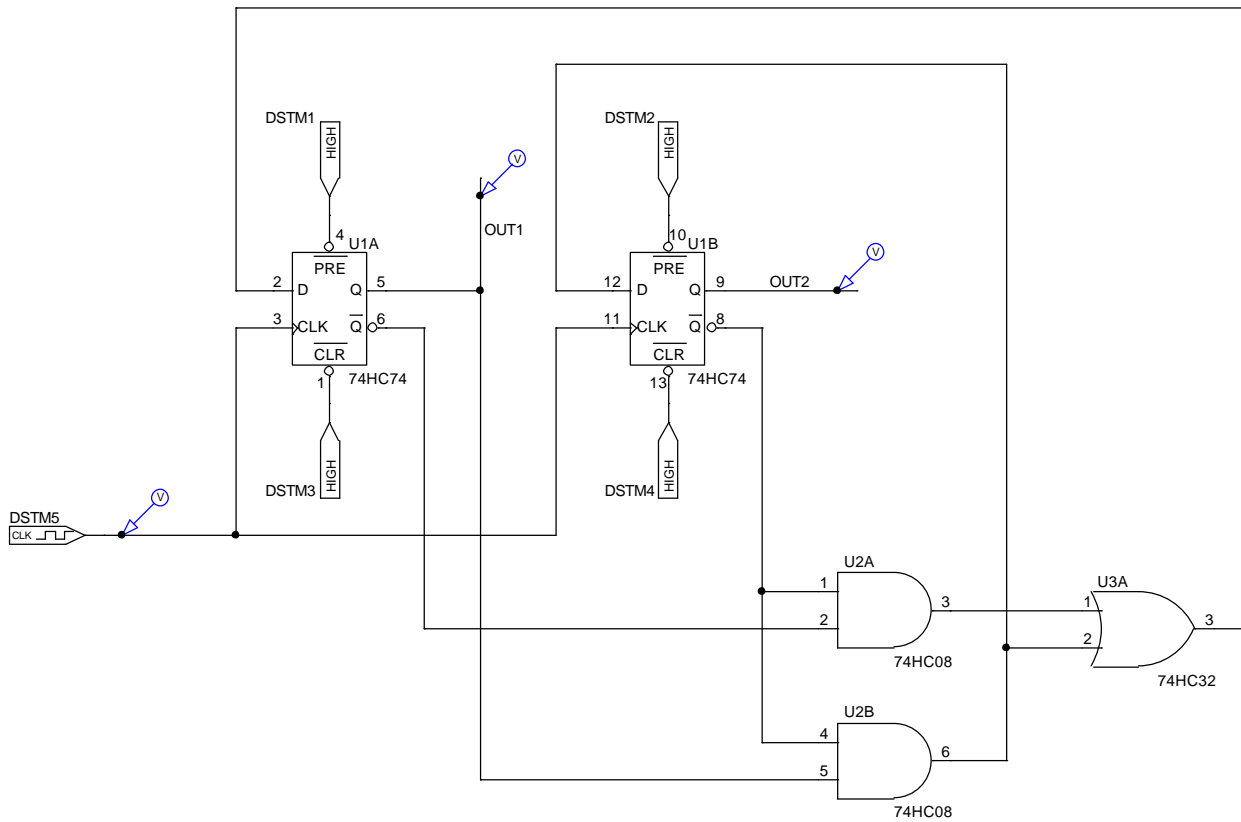 DSTM1
HIGH
V
OUT1
4
U1A
PRE
2
D
Q
5
3
CLK
Q
6
CLR
1
74HC74
HIGH
DSTM3
DSTM2
HIGH
10
U1B
PRE
12
D
Q
9
OUT2
V
11
CLK
Q
8
CLR
13
74HC74
HIGH
DSTM4
V
DSTM5
CLK
U2A
1
2
3
74HC08
U3A
1
2
3
74HC32
U2B
4
5
6
74HC08